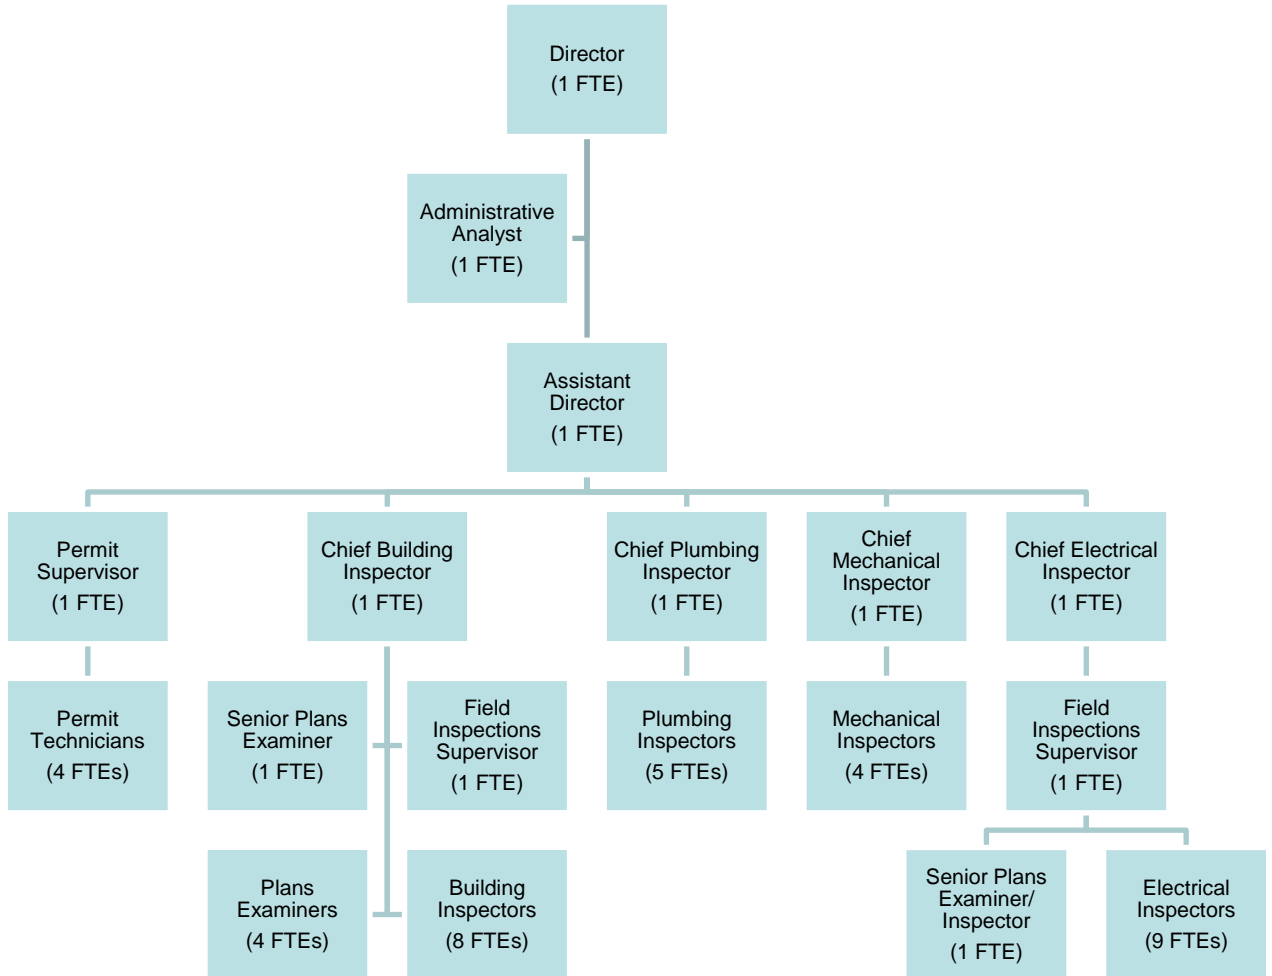 Director
(1 FTE)
Administrative
Analyst
(1 FTE)
Assistant
Director
(1 FTE)
Permit
Supervisor
(1 FTE)
Chief Building
Inspector
(1 FTE)
Chief Plumbing
Inspector
(1 FTE)
Chief
Mechanical
Inspector
(1 FTE)
Chief Electrical
Inspector
(1 FTE)
Permit
Technicians
(4 FTEs)
Senior Plans
Examiner
(1 FTE)
Field
Inspections
Supervisor
(1 FTE)
Plumbing
Inspectors
(5 FTEs)
Mechanical
Inspectors
(4 FTEs)
Field
Inspections
Supervisor
(1 FTE)
Plans
Examiners
(4 FTEs)
Building
Inspectors
(8 FTEs)
Senior Plans
Examiner/
Inspector
(1 FTE)
Electrical
Inspectors
(9 FTEs)